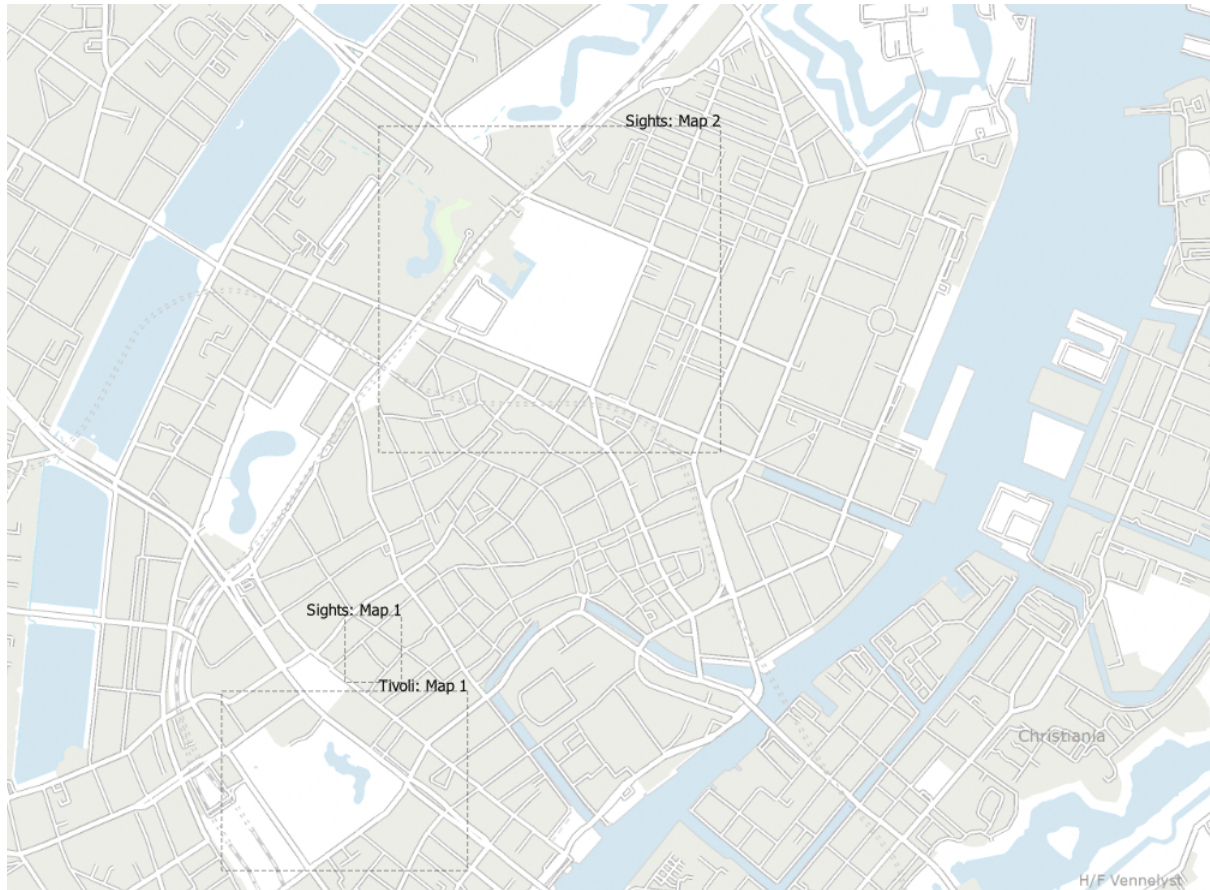 Sights: Map 2
Sights: Map 1
Tivoli: Map 1
Christiania
H/F Vennelyst